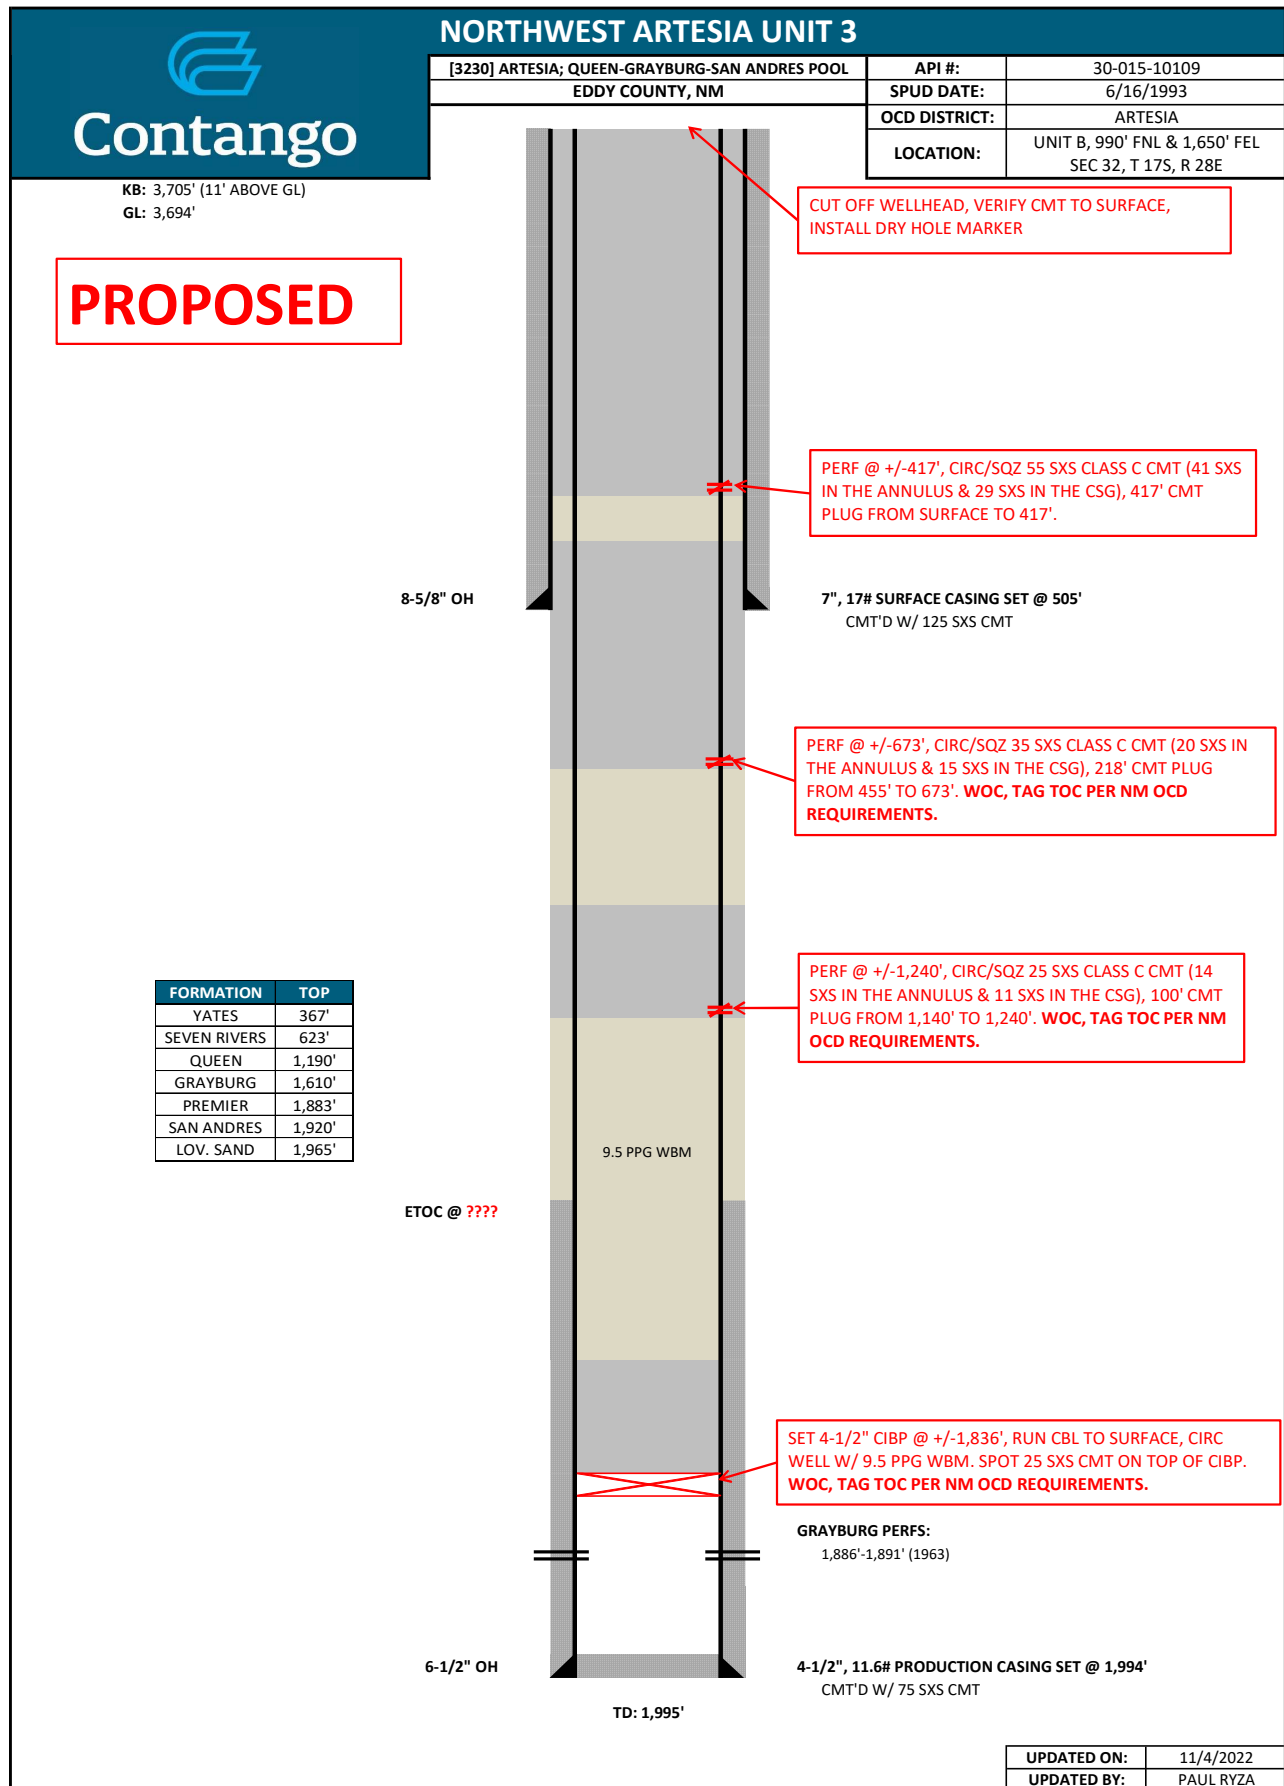 NORTHWEST ARTESIA UNIT 3
Contango
[3230] ARTESIA; QUEEN-GRAYBURG-SAN ANDRES POOL
EDDY COUNTY, NM
API #: 30-015-10109
SPUD DATE: 6/16/1993
OCD DISTRICT: ARTESIA
LOCATION: UNIT B, 990' FNL & 1,650' FEL
SEC 32, T 17S, R 28E
KB: 3,705' (11' ABOVE GL)
GL: 3,694'
PROPOSED
CUT OFF WELLHEAD, VERIFY CMT TO SURFACE,
INSTALL DRY HOLE MARKER
PERF @ +/-417', CIRC/SQZ 55 SXS CLASS C CMT (41 SXS
IN THE ANNULUS & 29 SXS IN THE CSG), 417' CMT
PLUG FROM SURFACE TO 417'.
8-5/8" OH
7", 17# SURFACE CASING SET @ 505'
CMT'D W/ 125 SXS CMT
PERF @ +/-673', CIRC/SQZ 35 SXS CLASS C CMT (20 SXS IN
THE ANNULUS & 15 SXS IN THE CSG), 218' CMT PLUG
FROM 455' TO 673'. WOC, TAG TOC PER NM OCD
REQUIREMENTS.
PERF @ +/-1,240', CIRC/SQZ 25 SXS CLASS C CMT (14
SXS IN THE ANNULUS & 11 SXS IN THE CSG), 100' CMT
PLUG FROM 1,140' TO 1,240'. WOC, TAG TOC PER NM
OCD REQUIREMENTS.
FORMATION TOP
YATES 367'
SEVEN RIVERS 623'
QUEEN 1,190'
GRAYBURG 1,610'
PREMIER 1,883'
SAN ANDRES 1,920'
LOV. SAND 1,965'
9.5 PPG WBM
ETOC @ ????
SET 4-1/2" CIBP @ +/-1,836', RUN CBL TO SURFACE, CIRC
WELL W/ 9.5 PPG WBM. SPOT 25 SXS CMT ON TOP OF CIBP.
WOC, TAG TOC PER NM OCD REQUIREMENTS.
GRAYBURG PERFS:
1,886'-1,891' (1963)
6-1/2" OH
4-1/2", 11.6# PRODUCTION CASING SET @ 1,994'
CMT'D W/ 75 SXS CMT
TD: 1,995'
UPDATED ON: 11/4/2022
UPDATED BY: PAUL RYZA